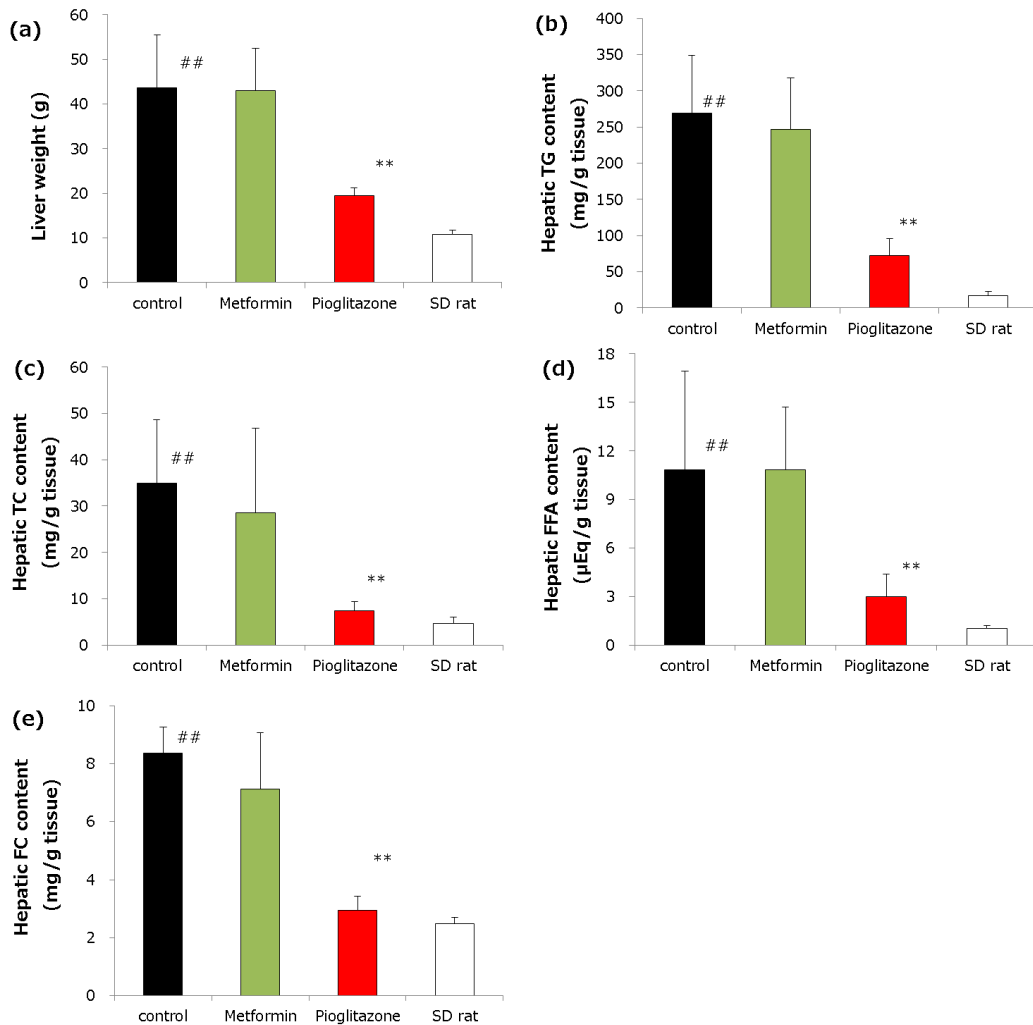 (a)
Liver weight (g)
60
50
40
30
20
10
0
##
**
control Metformin Pioglitazone SD rat
(b)
Hepatic TG content
(mg/g tissue)
400
350
300
250
200
150
100
50
0
##
**
control Metformin Pioglitazone SD rat
(c)
Hepatic TC content
(mg/g tissue)
60
50
40
30
20
10
0
##
**
control Metformin Pioglitazone SD rat
(d)
Hepatic FFA content
(µEq/g tissue)
18
15
12
9
6
3
0
##
**
control Metformin Pioglitazone SD rat
(e)
Hepatic FC content
(mg/g tissue)
10
8
6
4
2
0
##
**
control Metformin Pioglitazone SD rat